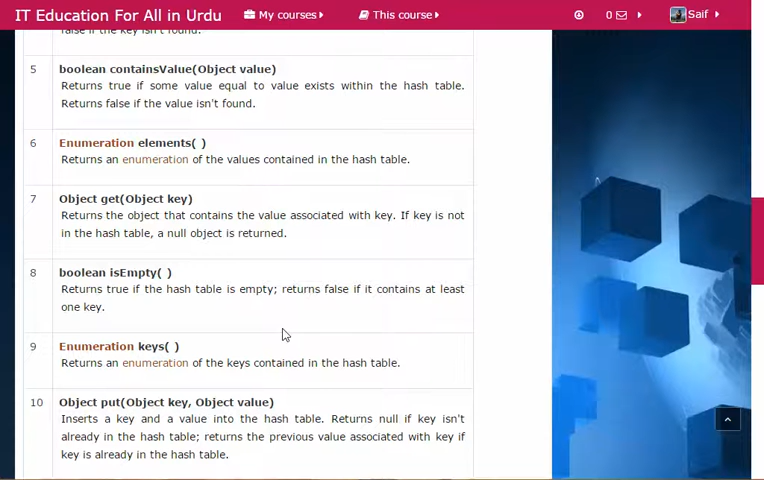 IT Education For All in Urdu My courses This course 0 Saif
false if the key isn't found.
5 boolean containsValue(Object value)
Returns true if some value equal to value exists within the hash table.
Returns false if the value isn't found.
6 Enumeration elements( )
Returns an enumeration of the values contained in the hash table.
7 Object get(Object key)
Returns the object that contains the value associated with key. If key is not
in the hash table, a null object is returned.
8 boolean isEmpty( )
Returns true if the hash table is empty; returns false if it contains at least
one key.
9 Enumeration keys( )
Returns an enumeration of the keys contained in the hash table.
10 Object put(Object key, Object value)
Inserts a key and a value into the hash table. Returns null if key isn't
already in the hash table; returns the previous value associated with key if
key is already in the hash table.